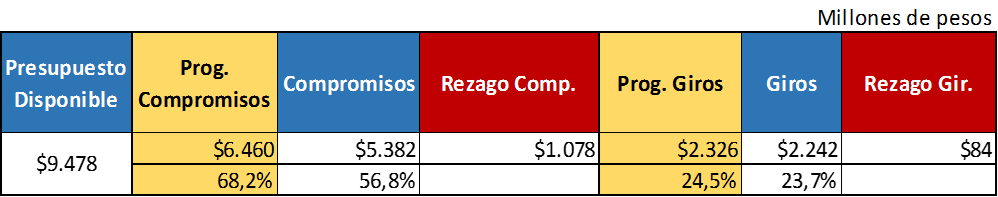 Millones de pesos
Presupuesto Disponible Prog. Compromisos Compromisos Rezago Comp. Prog. Giros Giros Rezago Gir.
$9.478 $6.460 $5.382 $1.078 $2.326 $2.242 $84
68,2% 56,8% 24,5% 23,7%